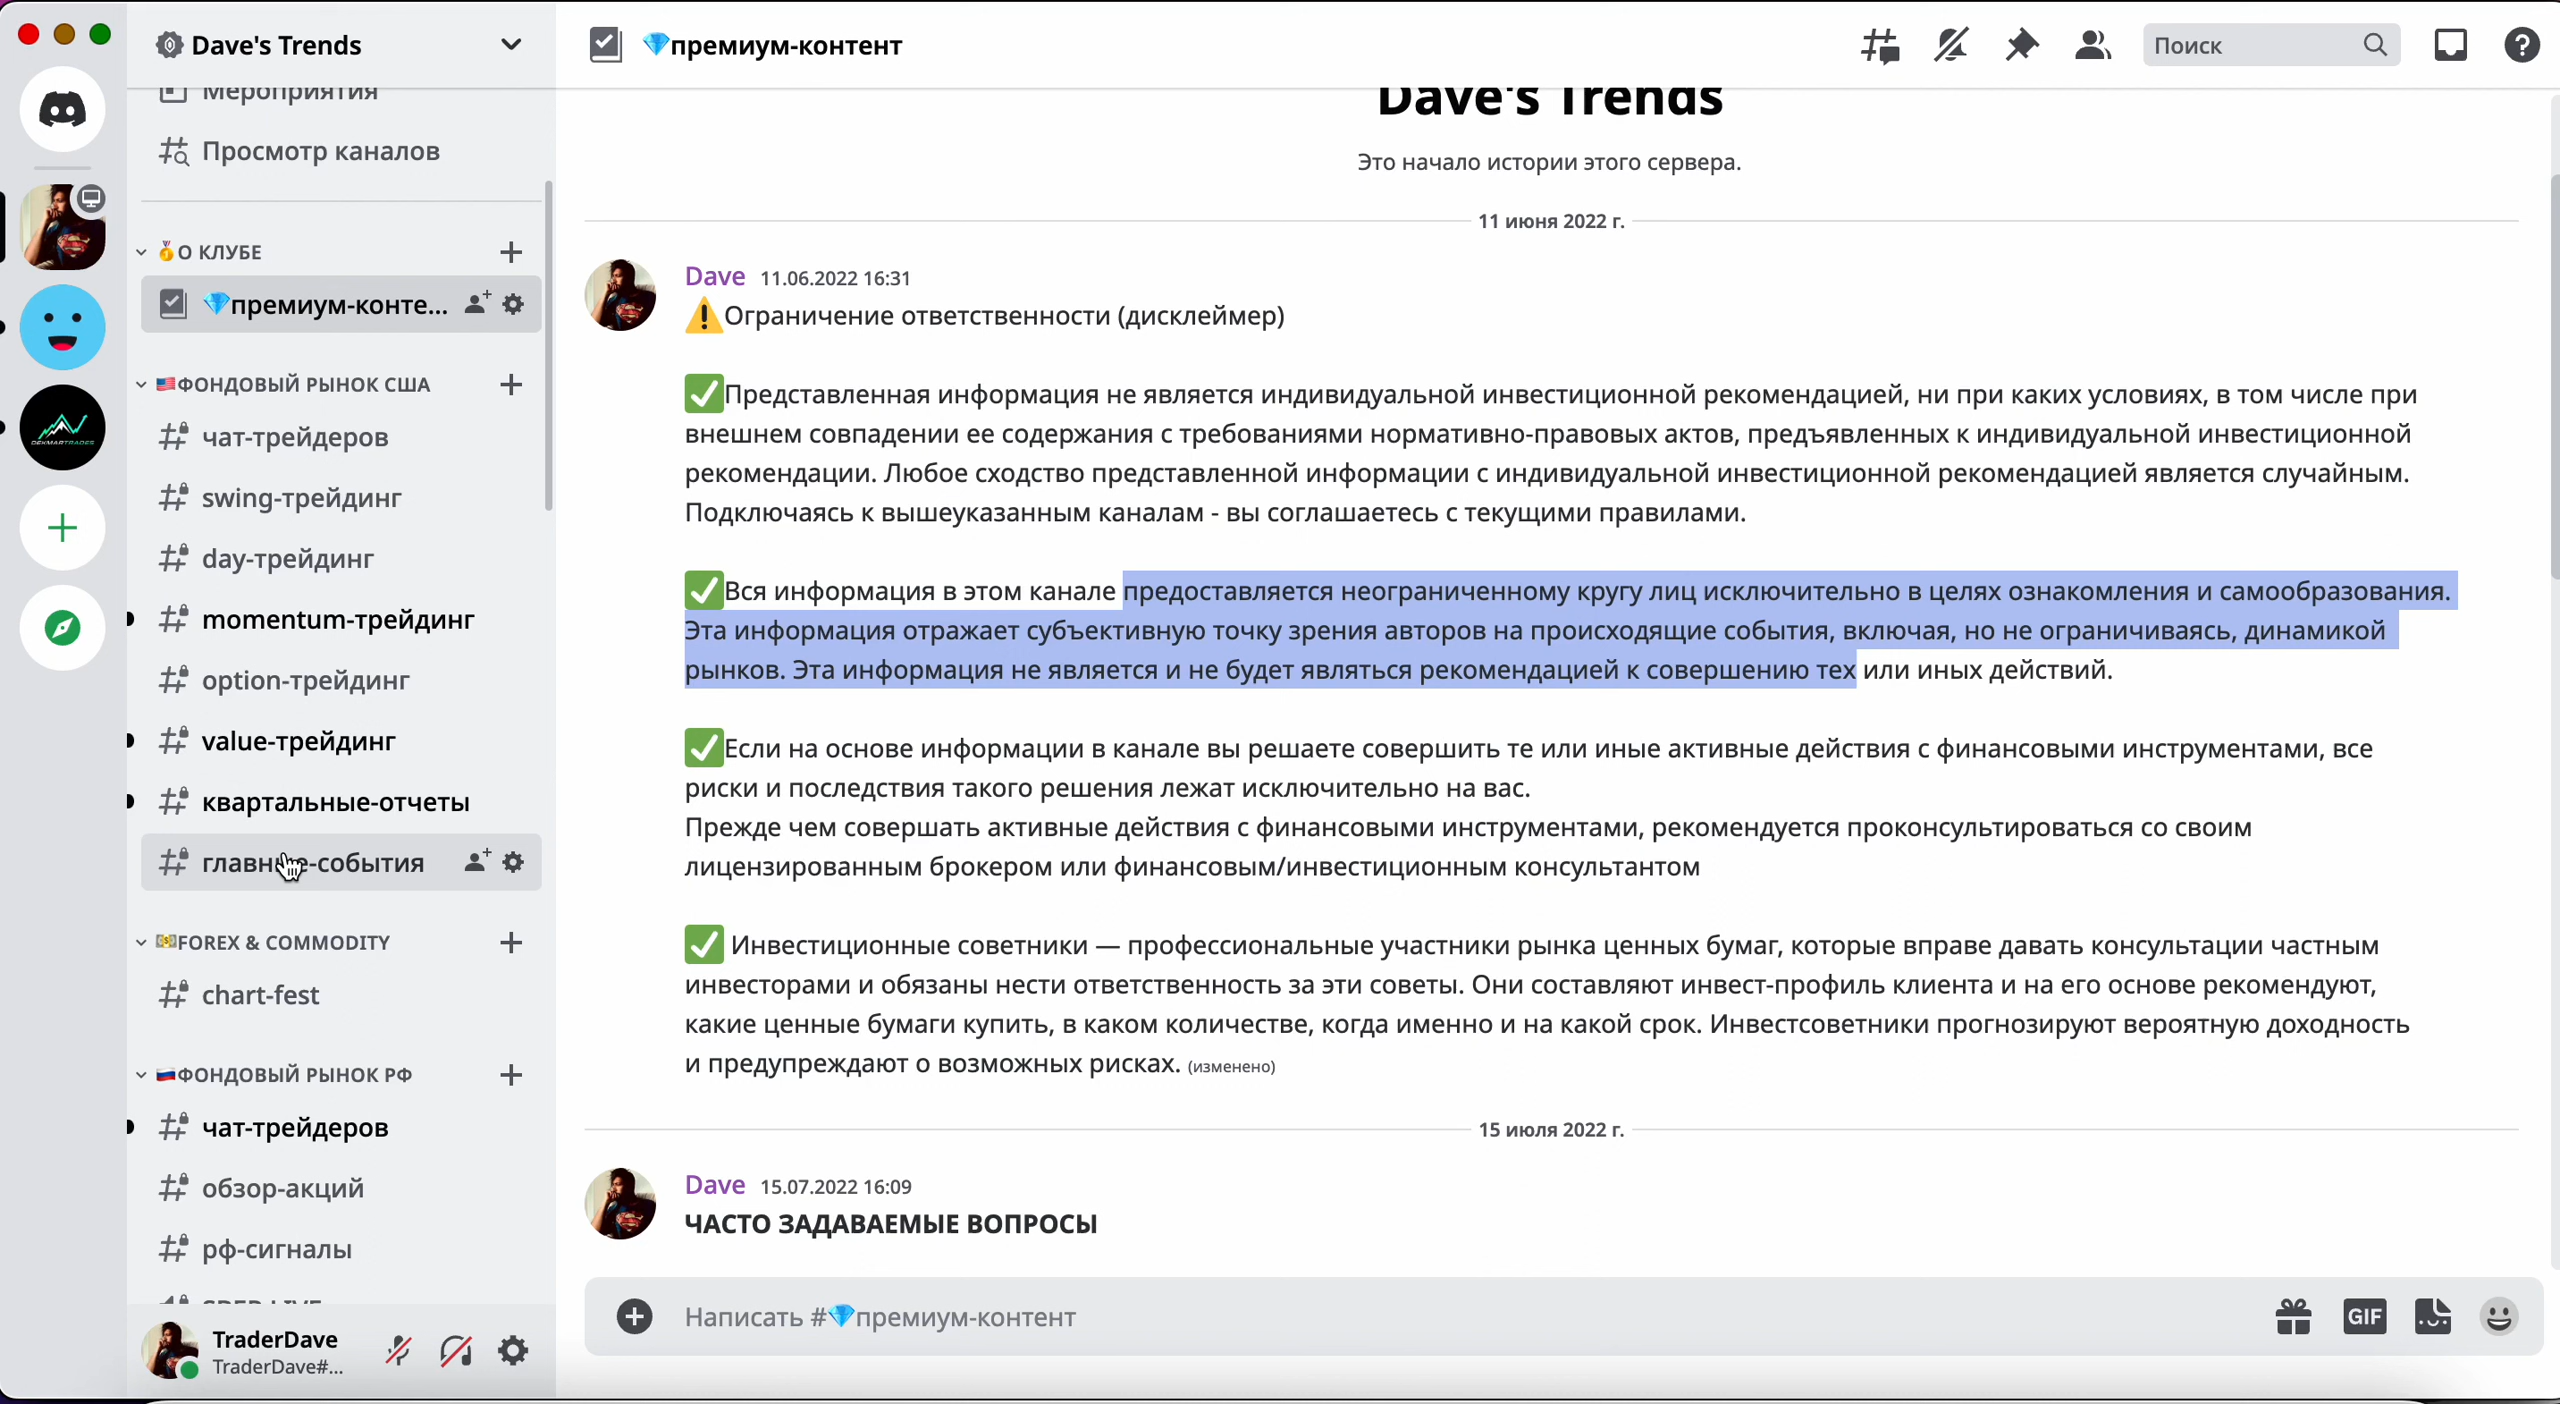 Dave's Trends
Мероприятия
Просмотр каналов
🥇О КЛУБЕ
💎премиум-конте...
🇺🇸ФОНДОВЫЙ РЫНОК США
чат-трейдеров
swing-трейдинг
day-трейдинг
momentum-трейдинг
option-трейдинг
value-трейдинг
квартальные-отчеты
главные-события
💵FOREX & COMMODITY
chart-fest
🇷🇺ФОНДОВЫЙ РЫНОК РФ
чат-трейдеров
обзор-акций
рф-сигналы
TraderDave
TraderDave#...
DEKMARTRADES
💎премиум-контент
Поиск
Dave's Trends
Это начало истории этого сервера.
11 июня 2022 г.
Dave 11.06.2022 16:31
⚠️Ограничение ответственности (дисклеймер)
✅Представленная информация не является индивидуальной инвестиционной рекомендацией, ни при каких условиях, в том числе при
внешнем совпадении ее содержания с требованиями нормативно-правовых актов, предъявленных к индивидуальной инвестиционной
рекомендации. Любое сходство представленной информации с индивидуальной инвестиционной рекомендацией является случайным.
Подключаясь к вышеуказанным каналам - вы соглашаетесь с текущими правилами.
✅Вся информация в этом канале предоставляется неограниченному кругу лиц исключительно в целях ознакомления и самообразования.
Эта информация отражает субъективную точку зрения авторов на происходящие события, включая, но не ограничиваясь, динамикой
рынков. Эта информация не является и не будет являться рекомендацией к совершению тех или иных действий.
✅Если на основе информации в канале вы решаете совершить те или иные активные действия с финансовыми инструментами, все
риски и последствия такого решения лежат исключительно на вас.
Прежде чем совершать активные действия с финансовыми инструментами, рекомендуется проконсультироваться со своим
лицензированным брокером или финансовым/инвестиционным консультантом
✅ Инвестиционные советники — профессиональные участники рынка ценных бумаг, которые вправе давать консультации частным
инвесторами и обязаны нести ответственность за эти советы. Они составляют инвест-профиль клиента и на его основе рекомендуют,
какие ценные бумаги купить, в каком количестве, когда именно и на какой срок. Инвестсоветники прогнозируют вероятную доходность
и предупреждают о возможных рисках. (изменено)
15 июля 2022 г.
Dave 15.07.2022 16:09
ЧАСТО ЗАДАВАЕМЫЕ ВОПРОСЫ
Написать #💎премиум-контент
GIF